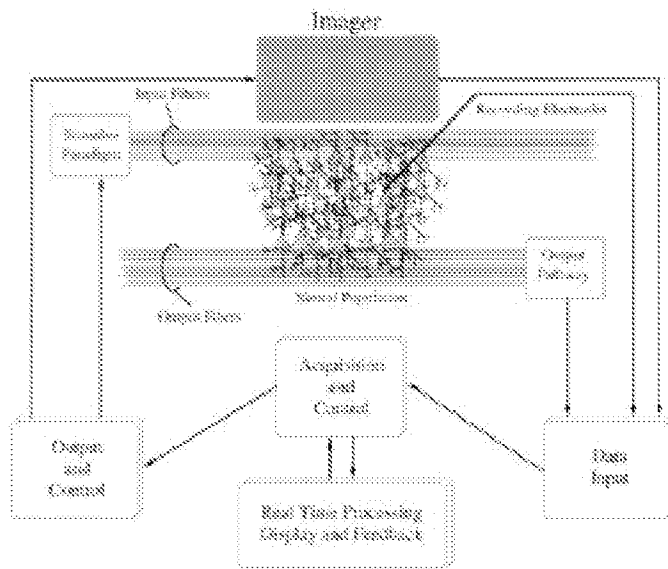 Imager
Input Fibers
Recording Electrodes
Paradigm
Output
Pathway
Neural Population
Output Fibers
Acquisition
and
Control
Output
and
Control
Data
Input
Real Time Processing
Display and Feedback